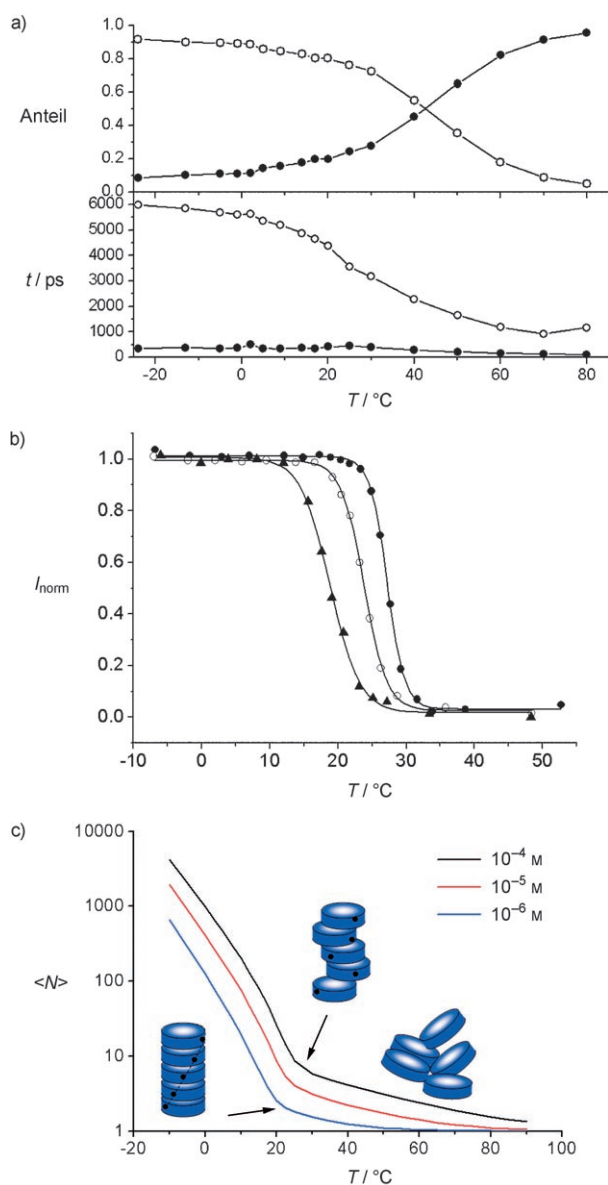 a)
1.0
0.8
Anteil
0.6
0.4
0.2
0.0
6000
5000
4000
t / ps
3000
2000
1000
0
-20 0 20 40 60 80
T / °C
b)
1.0
0.8
0.6
I norm
0.4
0.2
0.0
-10 0 10 20 30 40 50
T / °C
c)
10000
10⁻⁴ M
10⁻⁵ M
1000
10⁻⁶ M
<N>
100
10
1
-20 0 20 40 60 80 100
T / °C